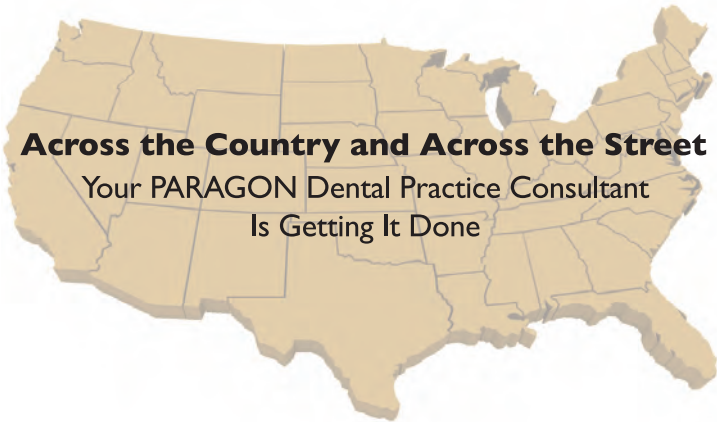 Across the Country and Across the Street
Your PARAGON Dental Practice Consultant
Is Getting It Done